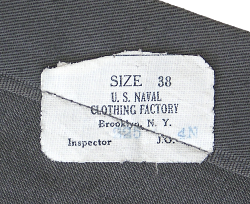 SIZE 38
U. S. NAVAL
CLOTHING FACTORY
Brooklyn, N. Y.
Inspector J.O.